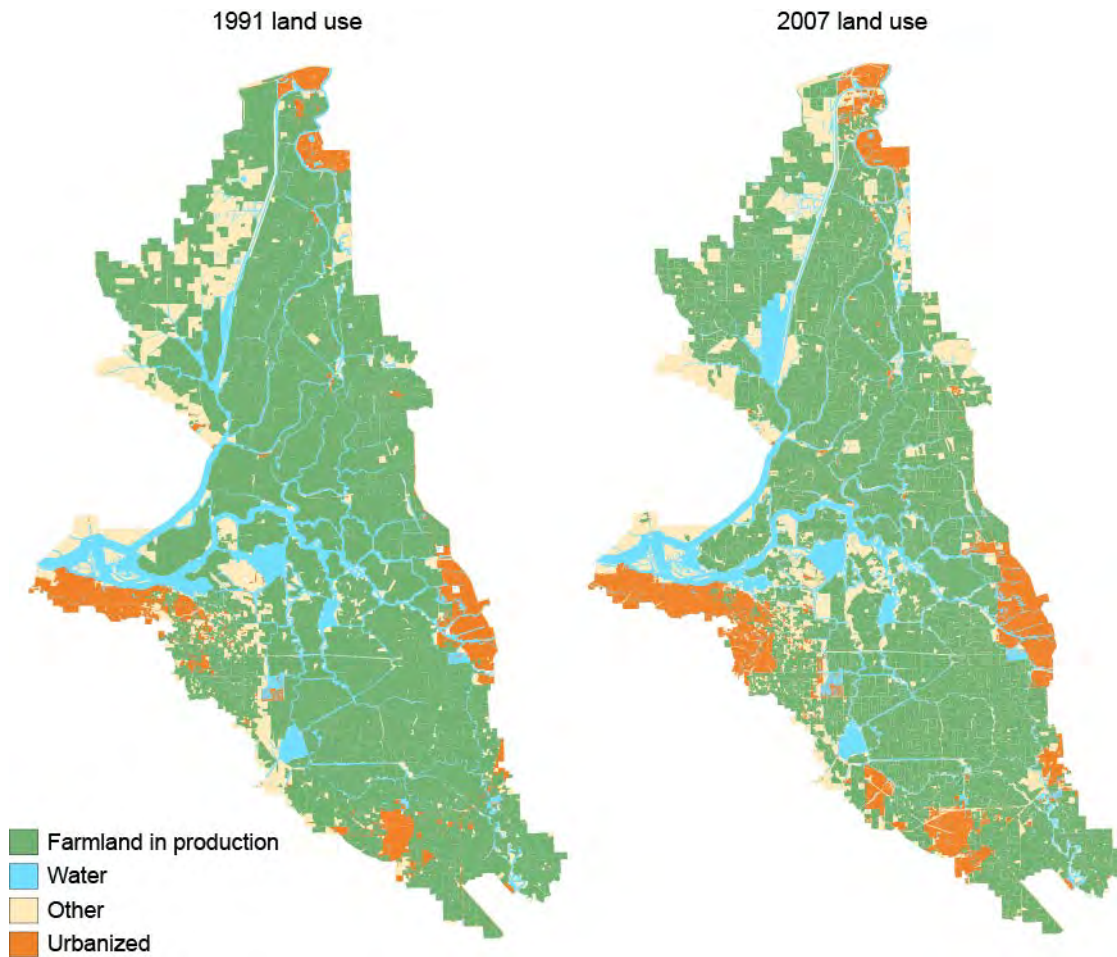 1991 land use
2007 land use
Farmland in production
Water
Other
Urbanized